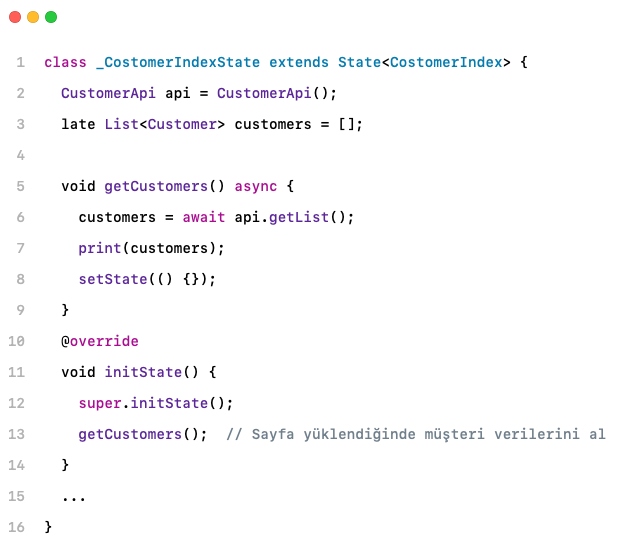 1 class _CostomerIndexState extends State<CostomerIndex> {
2   CustomerApi api = CustomerApi();
3   late List<Customer> customers = [];
4
5   void getCustomers() async {
6     customers = await api.getList();
7     print(customers);
8     setState(() {});
9   }
10   @override
11   void initState() {
12     super.initState();
13     getCustomers();  // Sayfa yüklendiğinde müşteri verilerini al
14   }
15   ...
16 }